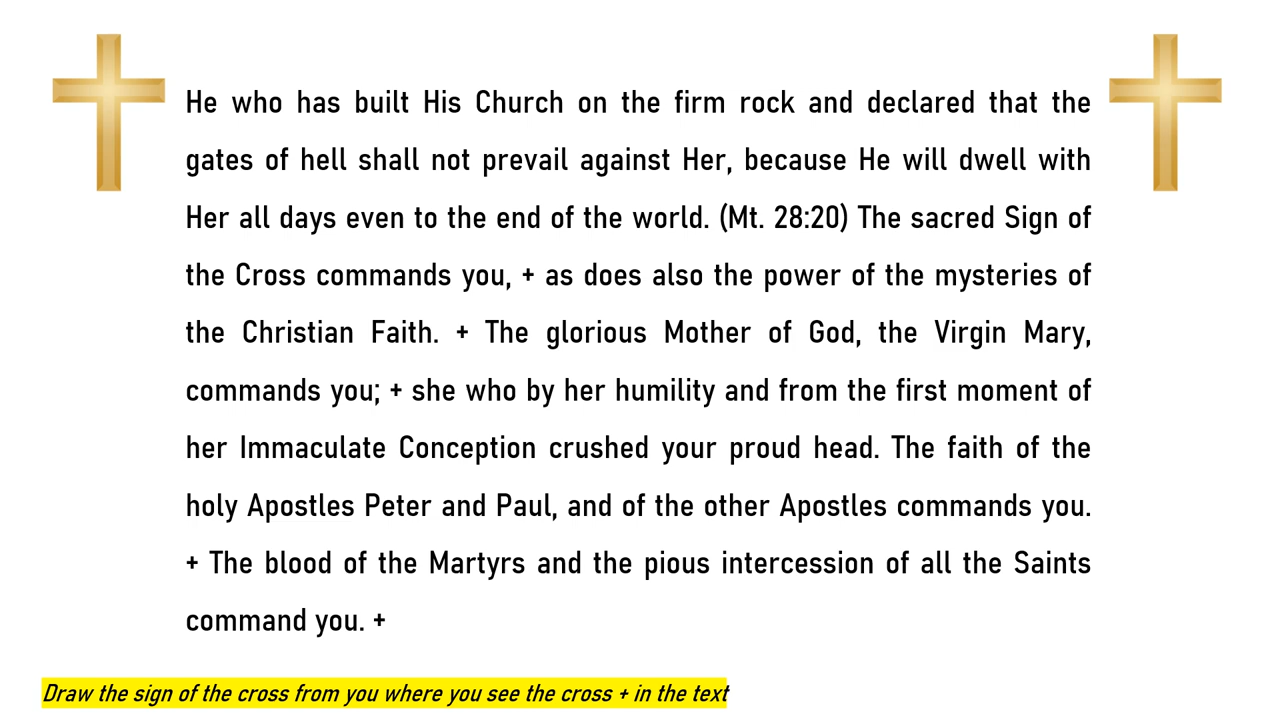 He who has built His Church on the firm rock and declared that the
gates of hell shall not prevail against Her, because He will dwell with
Her all days even to the end of the world. (Mt. 28:20) The sacred Sign of
the Cross commands you, + as does also the power of the mysteries of
the Christian Faith. + The glorious Mother of God, the Virgin Mary,
commands you; + she who by her humility and from the first moment of
her Immaculate Conception crushed your proud head. The faith of the
holy Apostles Peter and Paul, and of the other Apostles commands you.
+ The blood of the Martyrs and the pious intercession of all the Saints
command you. +
Draw the sign of the cross from you where you see the cross + in the text